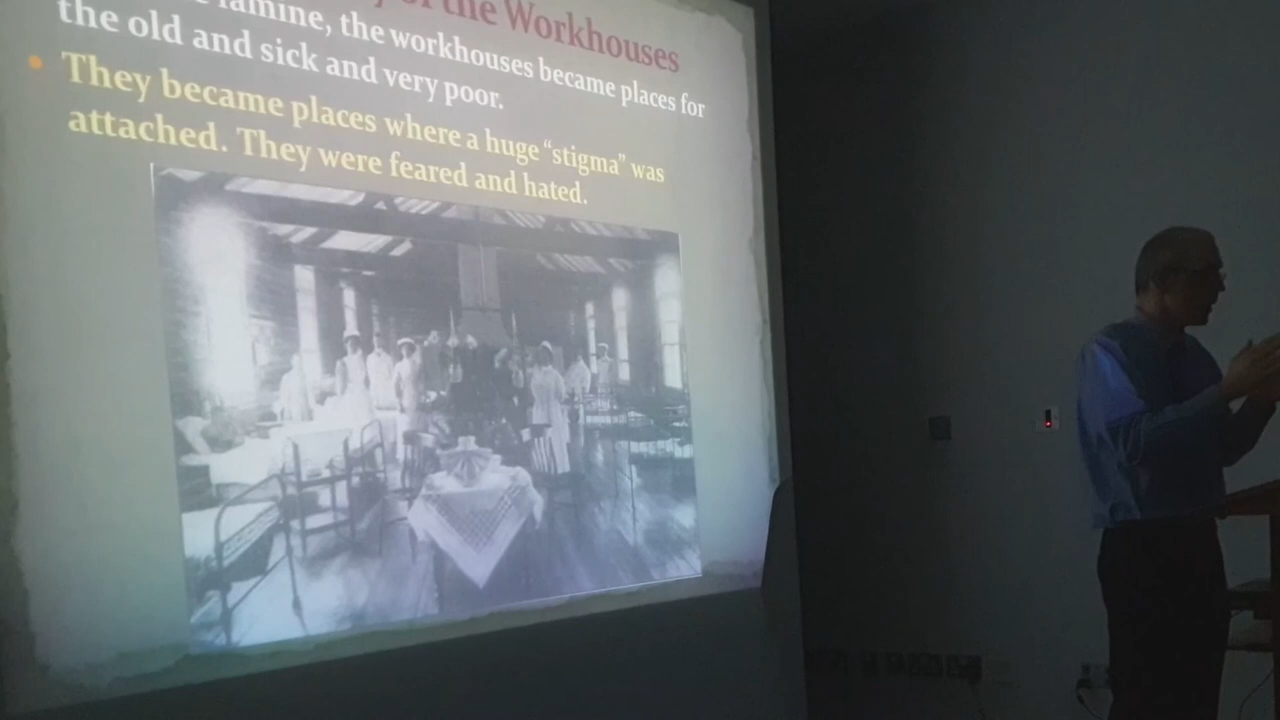 of the Workhouses
famine, the workhouses became places for
the old and sick and very poor.
They became places where a huge “stigma” was
attached. They were feared and hated.